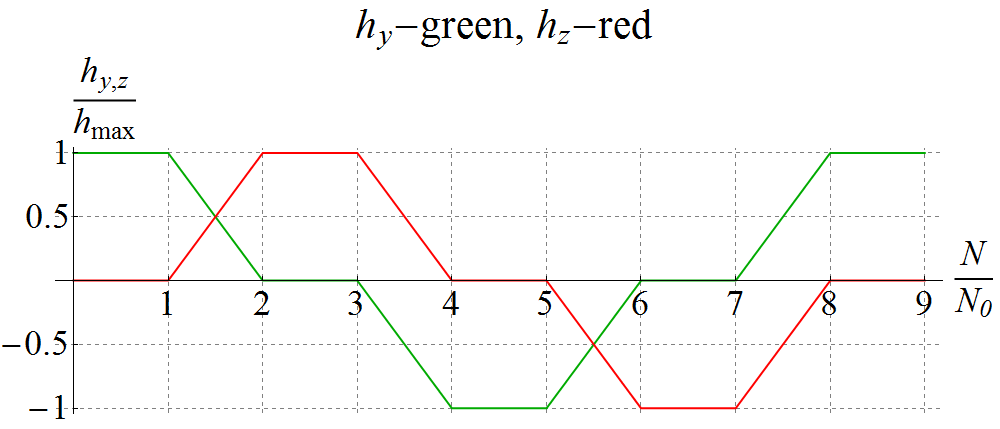 h_y−green, h_z−red
h_y,z
h_max
1
0.5
−0.5
−1
1 2 3 4 5 6 7 8 9
N
N_0